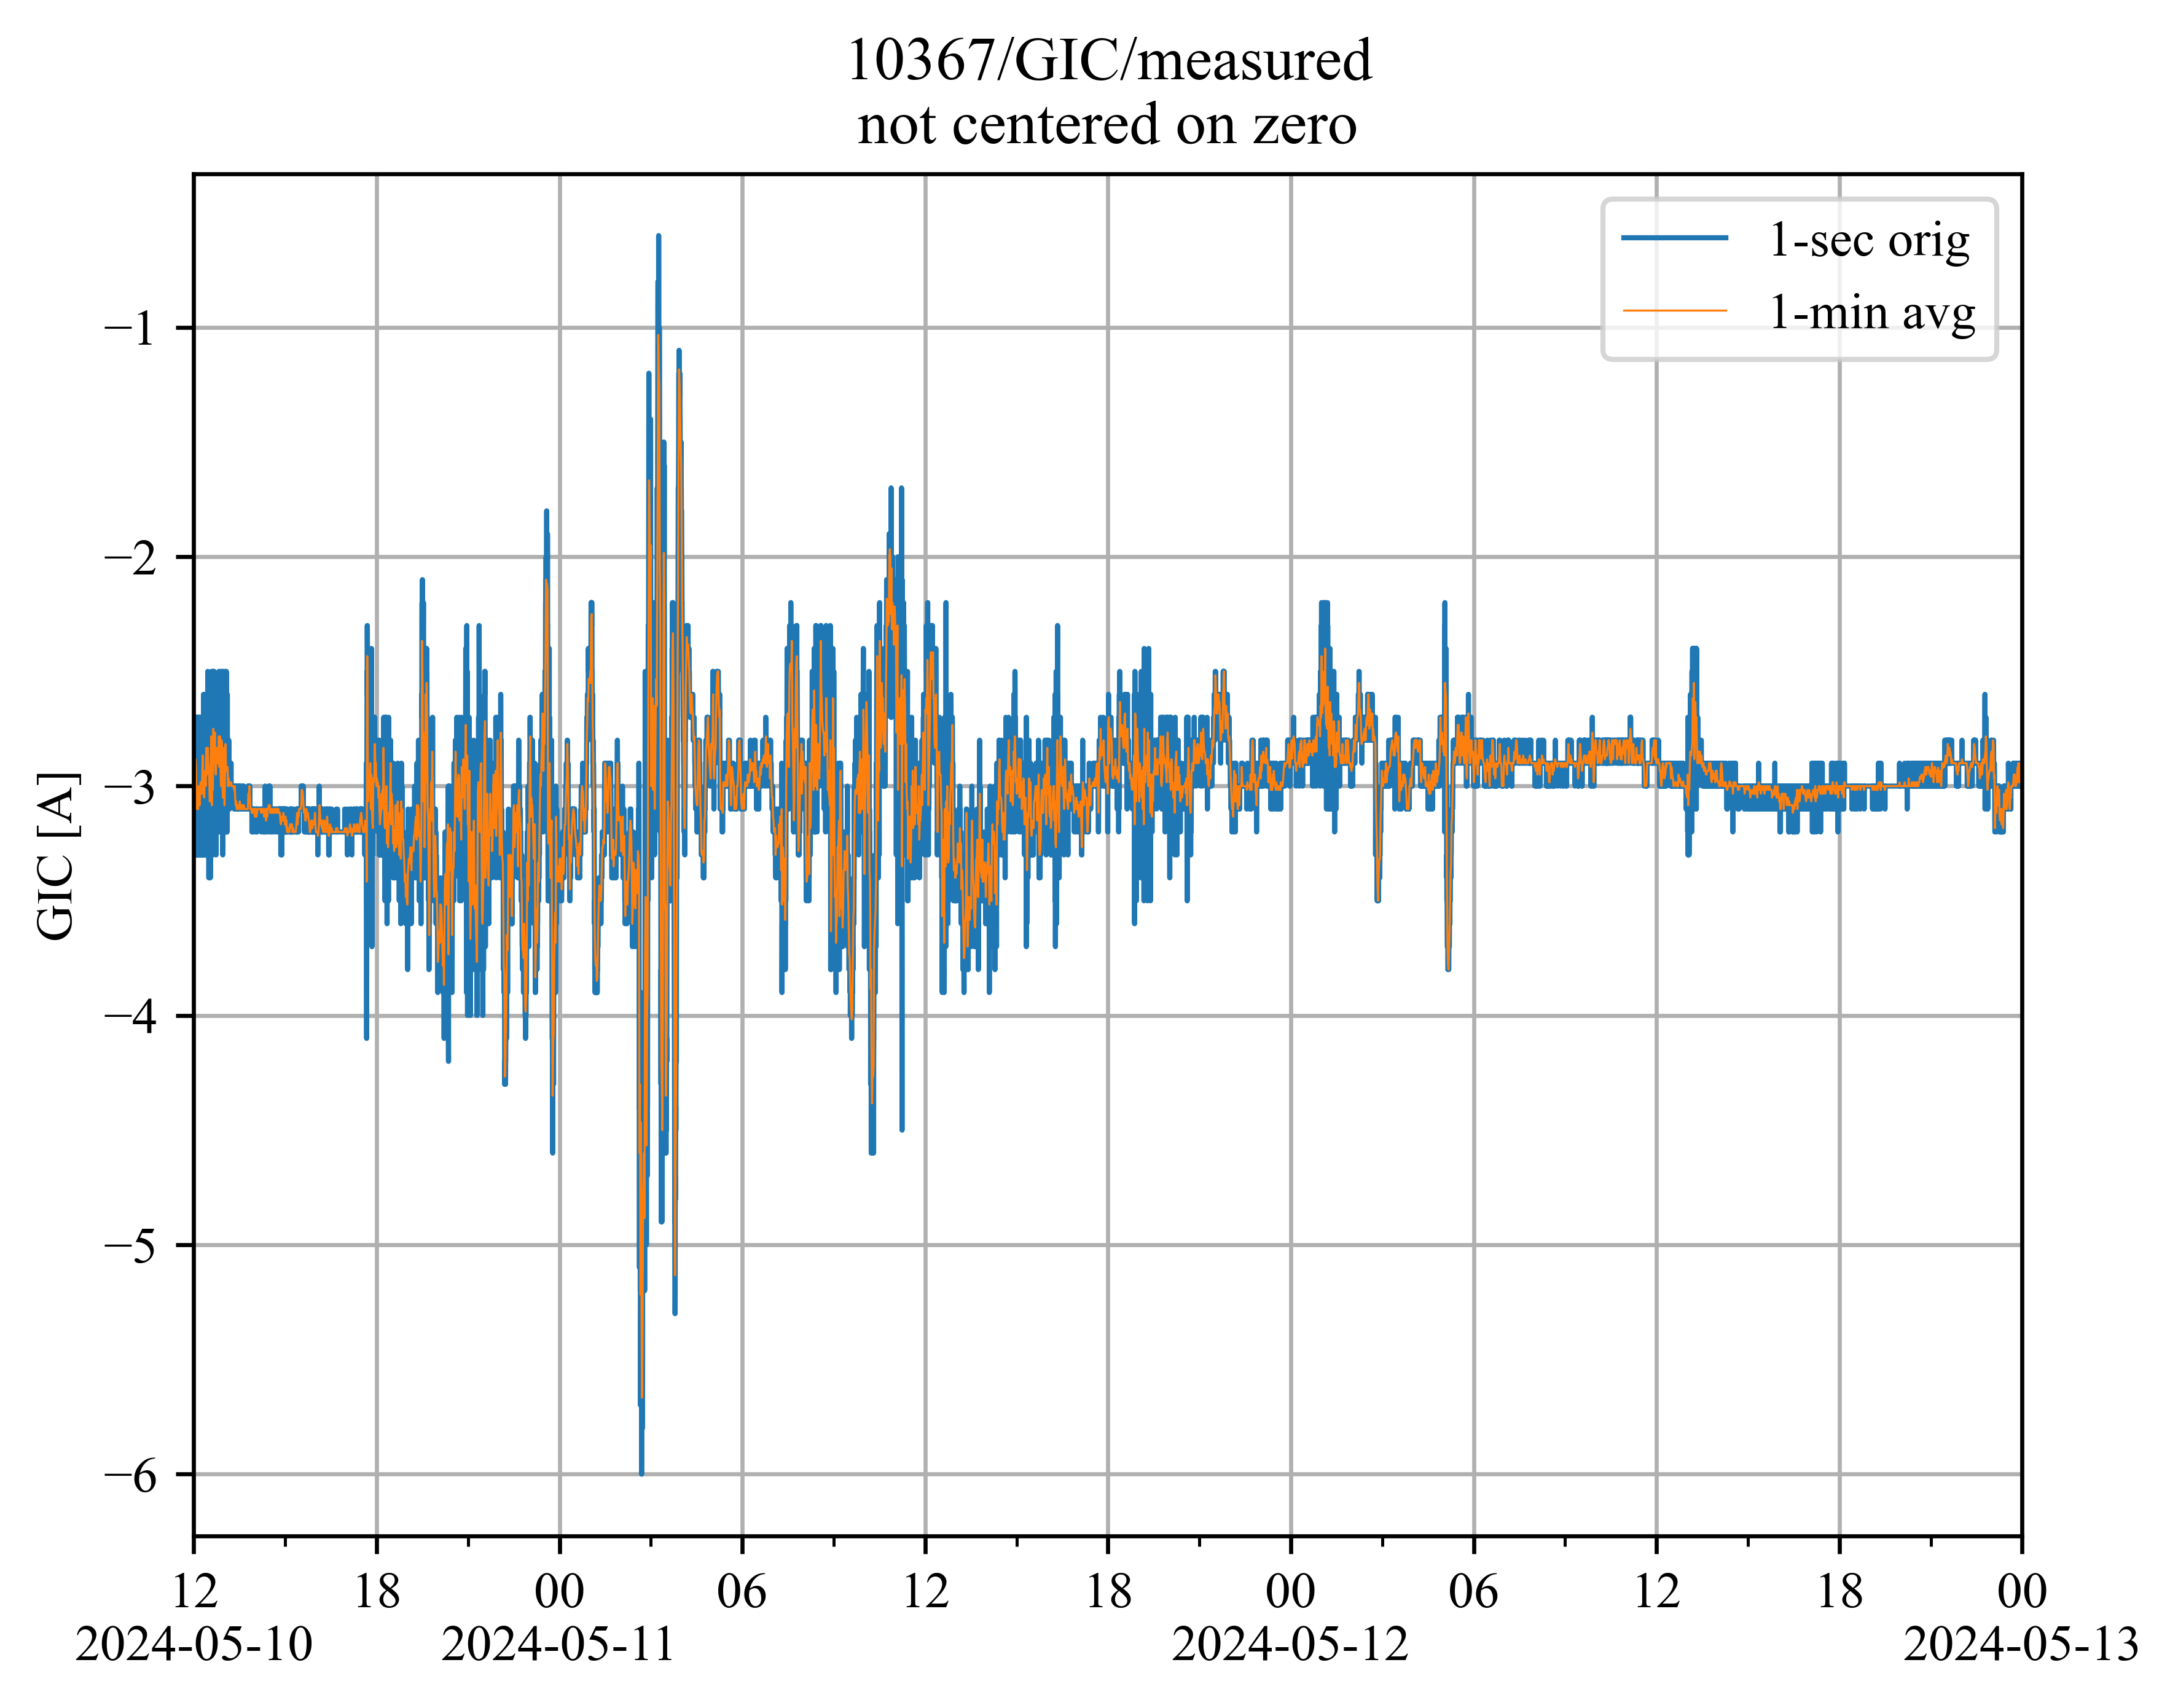 10367/GIC/measured
not centered on zero
1-sec orig
1-min avg
GIC [A]
−1
−2
−3
−4
−5
−6
12 18 00 06 12 18 00 06 12 18 00
2024-05-10 2024-05-11 2024-05-12 2024-05-13